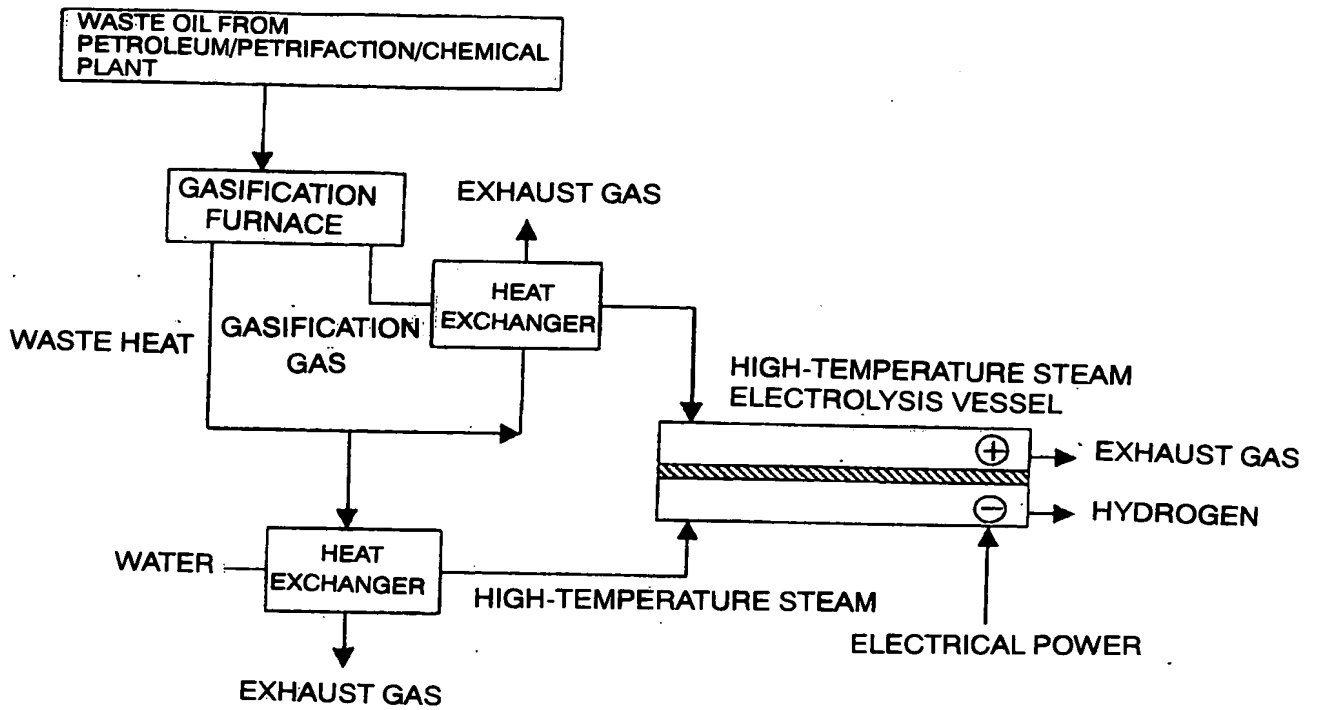 WASTE OIL FROM
PETROLEUM/PETRIFACTION/CHEMICAL
PLANT
GASIFICATION
FURNACE
EXHAUST GAS
HEAT
EXCHANGER
WASTE HEAT
GASIFICATION
GAS
HIGH-TEMPERATURE STEAM
ELECTROLYSIS VESSEL
+
EXHAUST GAS
−
HYDROGEN
WATER
HEAT
EXCHANGER
HIGH-TEMPERATURE STEAM
ELECTRICAL POWER
EXHAUST GAS